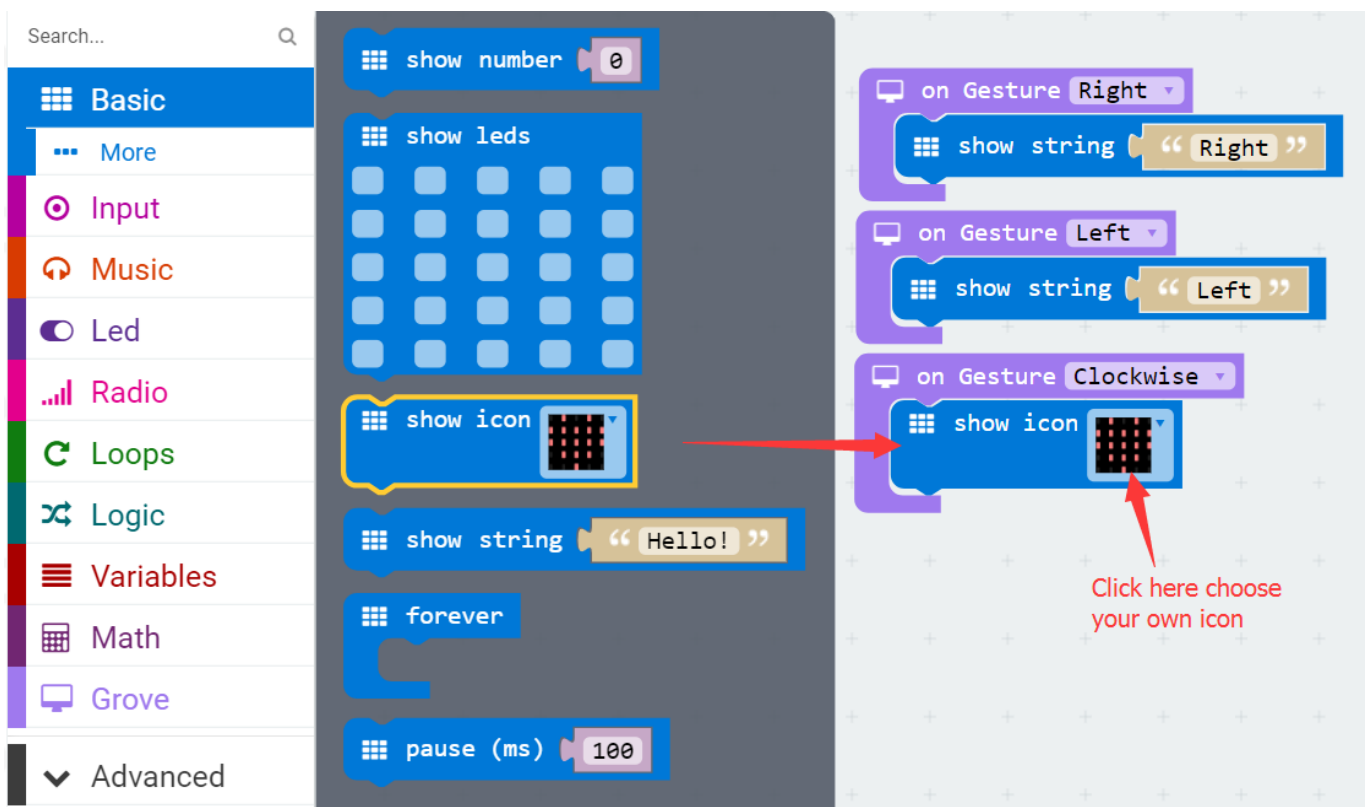 Search...
Basic
More
Input
Music
Led
Radio
Loops
Logic
Variables
Math
Grove
Advanced
show number 0
show leds
show icon
show string “ Hello! ”
forever
pause (ms) 100
on Gesture Right
show string “ Right ”
on Gesture Left
show string “ Left ”
on Gesture Clockwise
show icon
Click here choose
your own icon